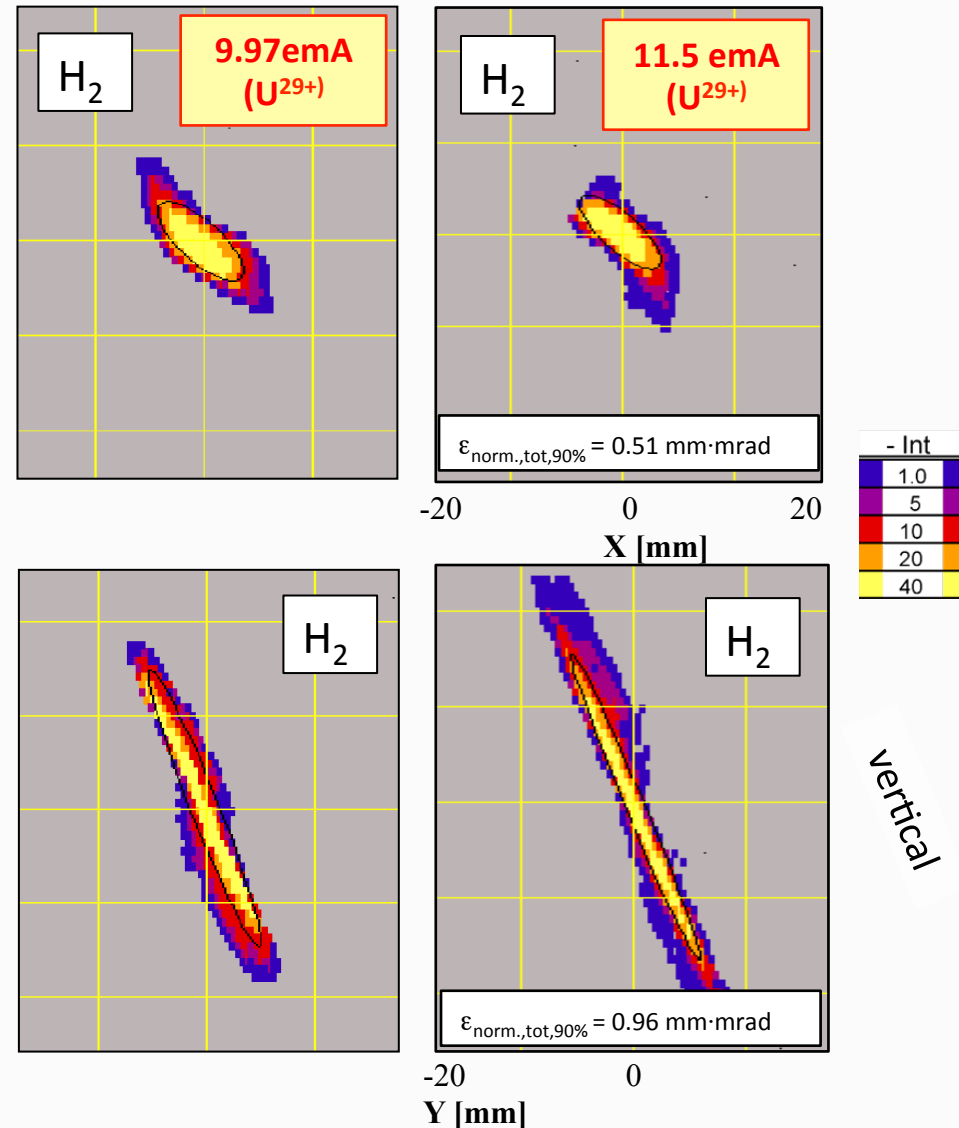 H₂
9.97emA
(U²⁹⁺⁾
H₂
11.5 emA
(U²⁹⁺⁾
εnorm.,tot,90% = 0.51 mm·mrad
-20 0 20
X [mm]
- Int
1.0
5
10
20
40
H₂
H₂
vertical
εnorm.,tot,90% = 0.96 mm·mrad
-20 0
Y [mm]